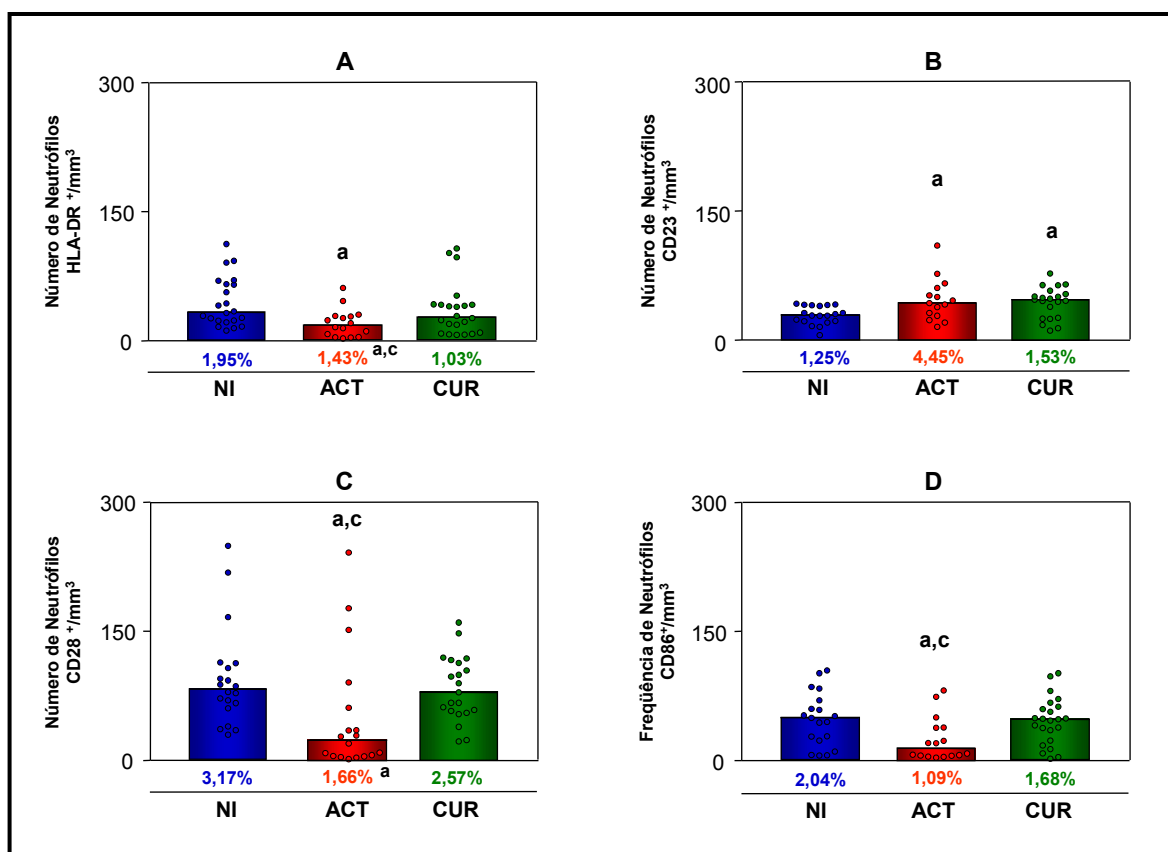 A
300
150
0
Número de Neutrófilos
HLA-DR +/mm3
a
a,c
1,95% 1,43% 1,03%
NI ACT CUR
B
300
150
0
Número de Neutrófilos
CD23 +/mm3
a
a
1,25% 4,45% 1,53%
NI ACT CUR
C
300
150
0
Número de Neutrófilos
CD28 +/mm3
a,c
3,17% 1,66% a 2,57%
NI ACT CUR
D
300
150
0
Freqüência de Neutrófilos
CD86+/mm3
a,c
2,04% 1,09% 1,68%
NI ACT CUR